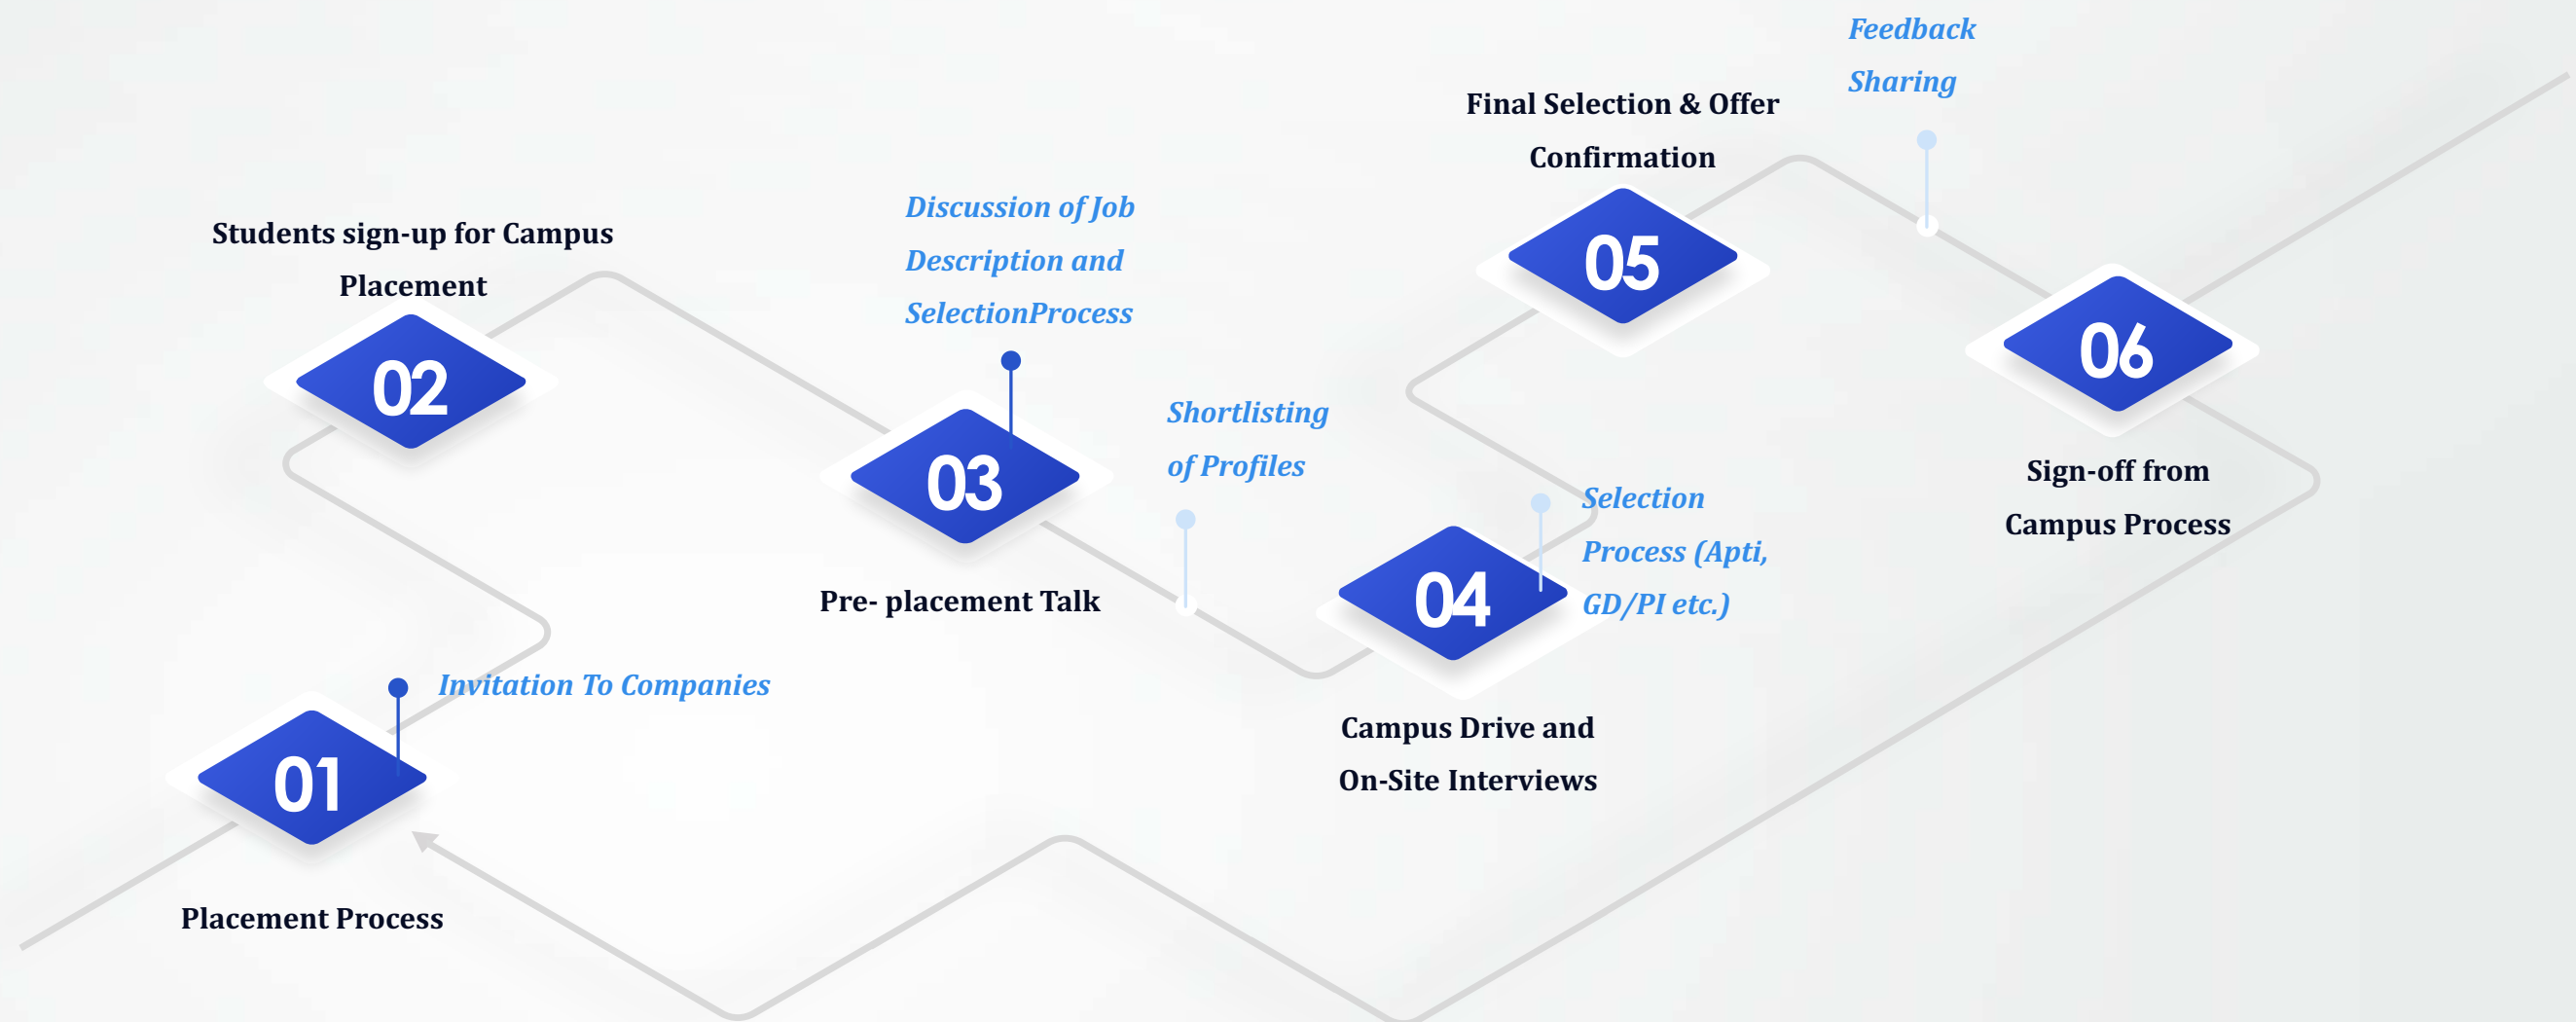 01
Placement Process
Invitation To Companies
Students sign-up for Campus
Placement
02
Discussion of Job
Description and
SelectionProcess
03
Pre- placement Talk
Shortlisting
of Profiles
04
Campus Drive and
On-Site Interviews
Selection
Process (Apti,
GD/PI etc.)
Final Selection & Offer
Confirmation
05
Feedback
Sharing
06
Sign-off from
Campus Process